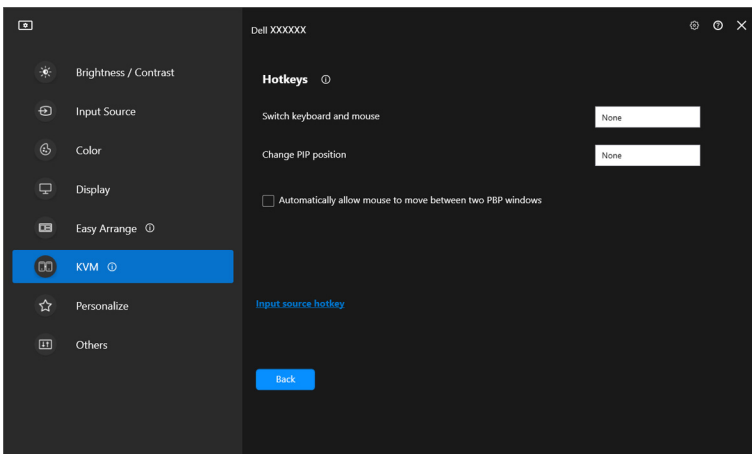 Dell XXXXXX
Brightness / Contrast
Input Source
Color
Display
Easy Arrange
KVM
Personalize
Others
Hotkeys
Switch keyboard and mouse
None
Change PIP position
None
Automatically allow mouse to move between two PBP windows
Input source hotkey
Back